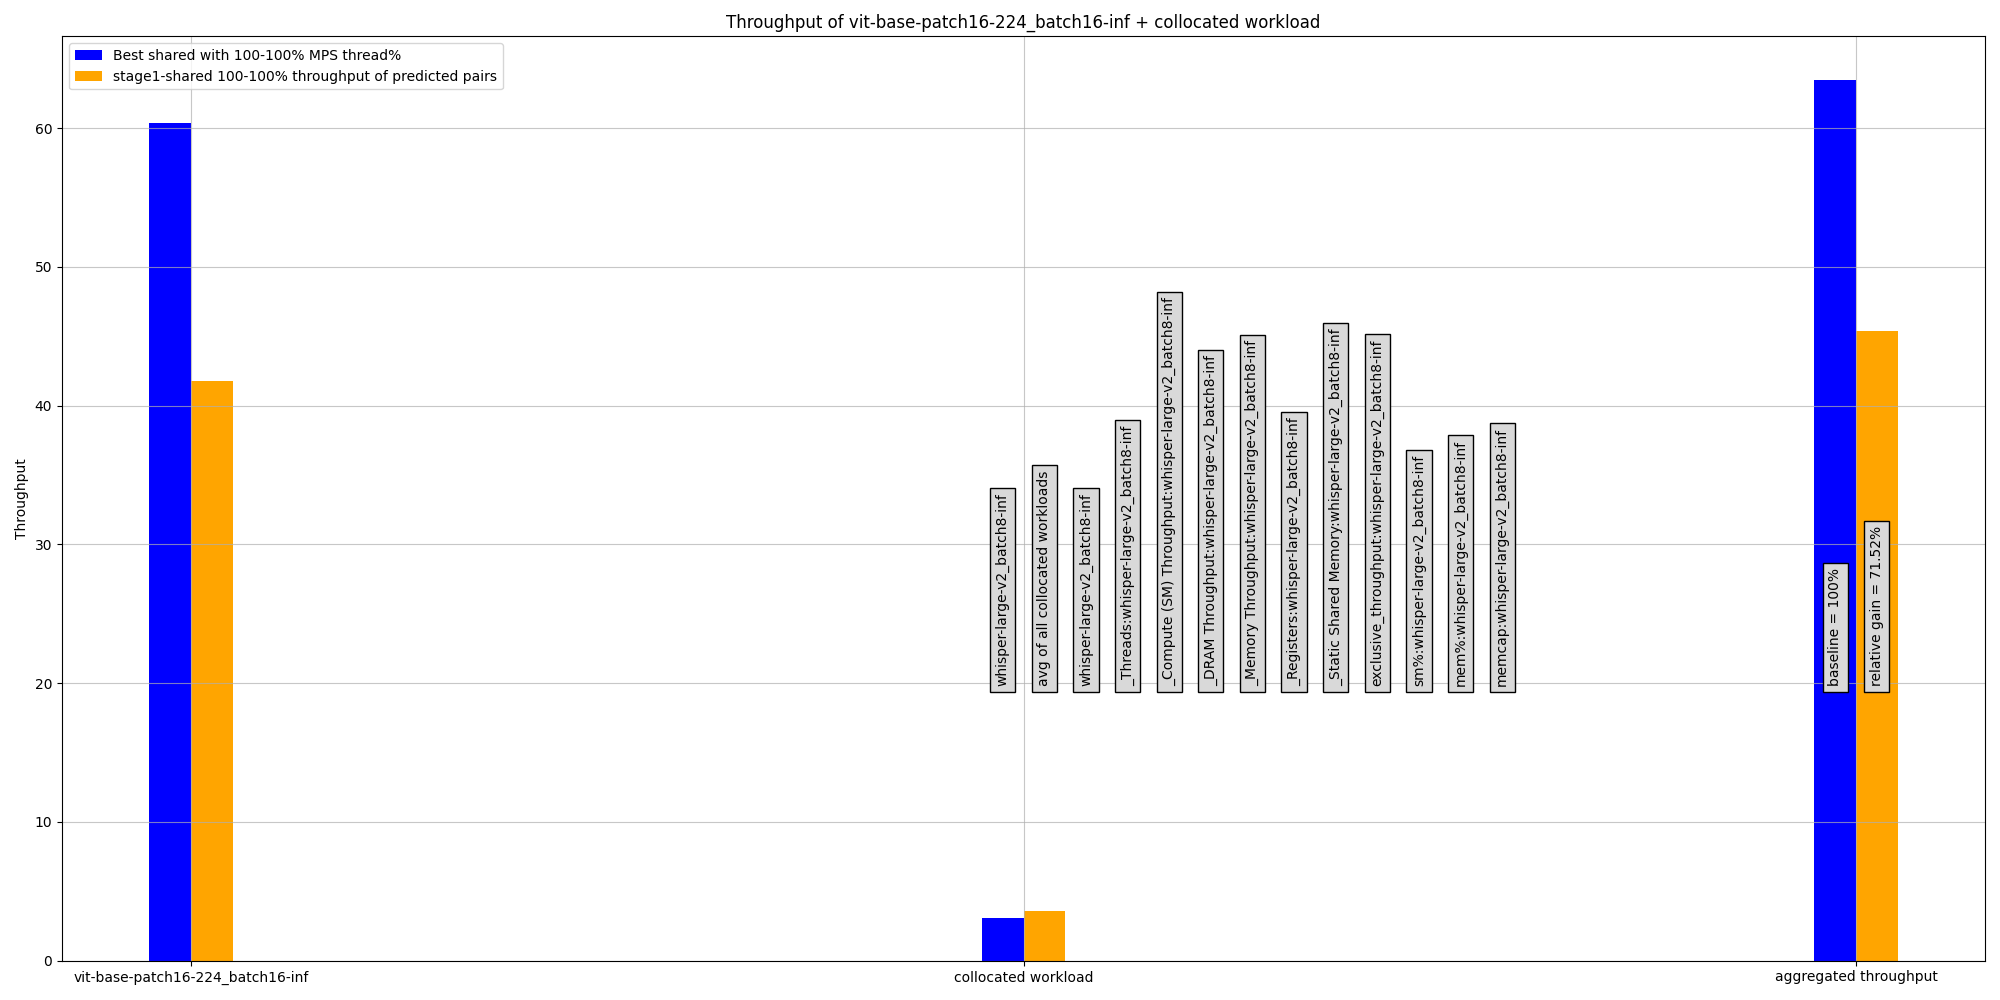 Throughput of vit-base-patch16-224_batch16-inf + collocated workload
Best shared with 100-100% MPS thread%
stage1-shared 100-100% throughput of predicted pairs
Throughput
60
50
40
30
20
10
0
whisper-large-v2_batch8-inf
avg of all collocated workloads
whisper-large-v2_batch8-inf
_Threads:whisper-large-v2_batch8-inf
_Compute (SM) Throughput:whisper-large-v2_batch8-inf
_DRAM Throughput:whisper-large-v2_batch8-inf
_Memory Throughput:whisper-large-v2_batch8-inf
_Registers:whisper-large-v2_batch8-inf
_Static Shared Memory:whisper-large-v2_batch8-inf
exclusive_throughput:whisper-large-v2_batch8-inf
sm%:whisper-large-v2_batch8-inf
mem%:whisper-large-v2_batch8-inf
memcap:whisper-large-v2_batch8-inf
baseline = 100%
relative gain = 71.52%
vit-base-patch16-224_batch16-inf
collocated workload
aggregated throughput